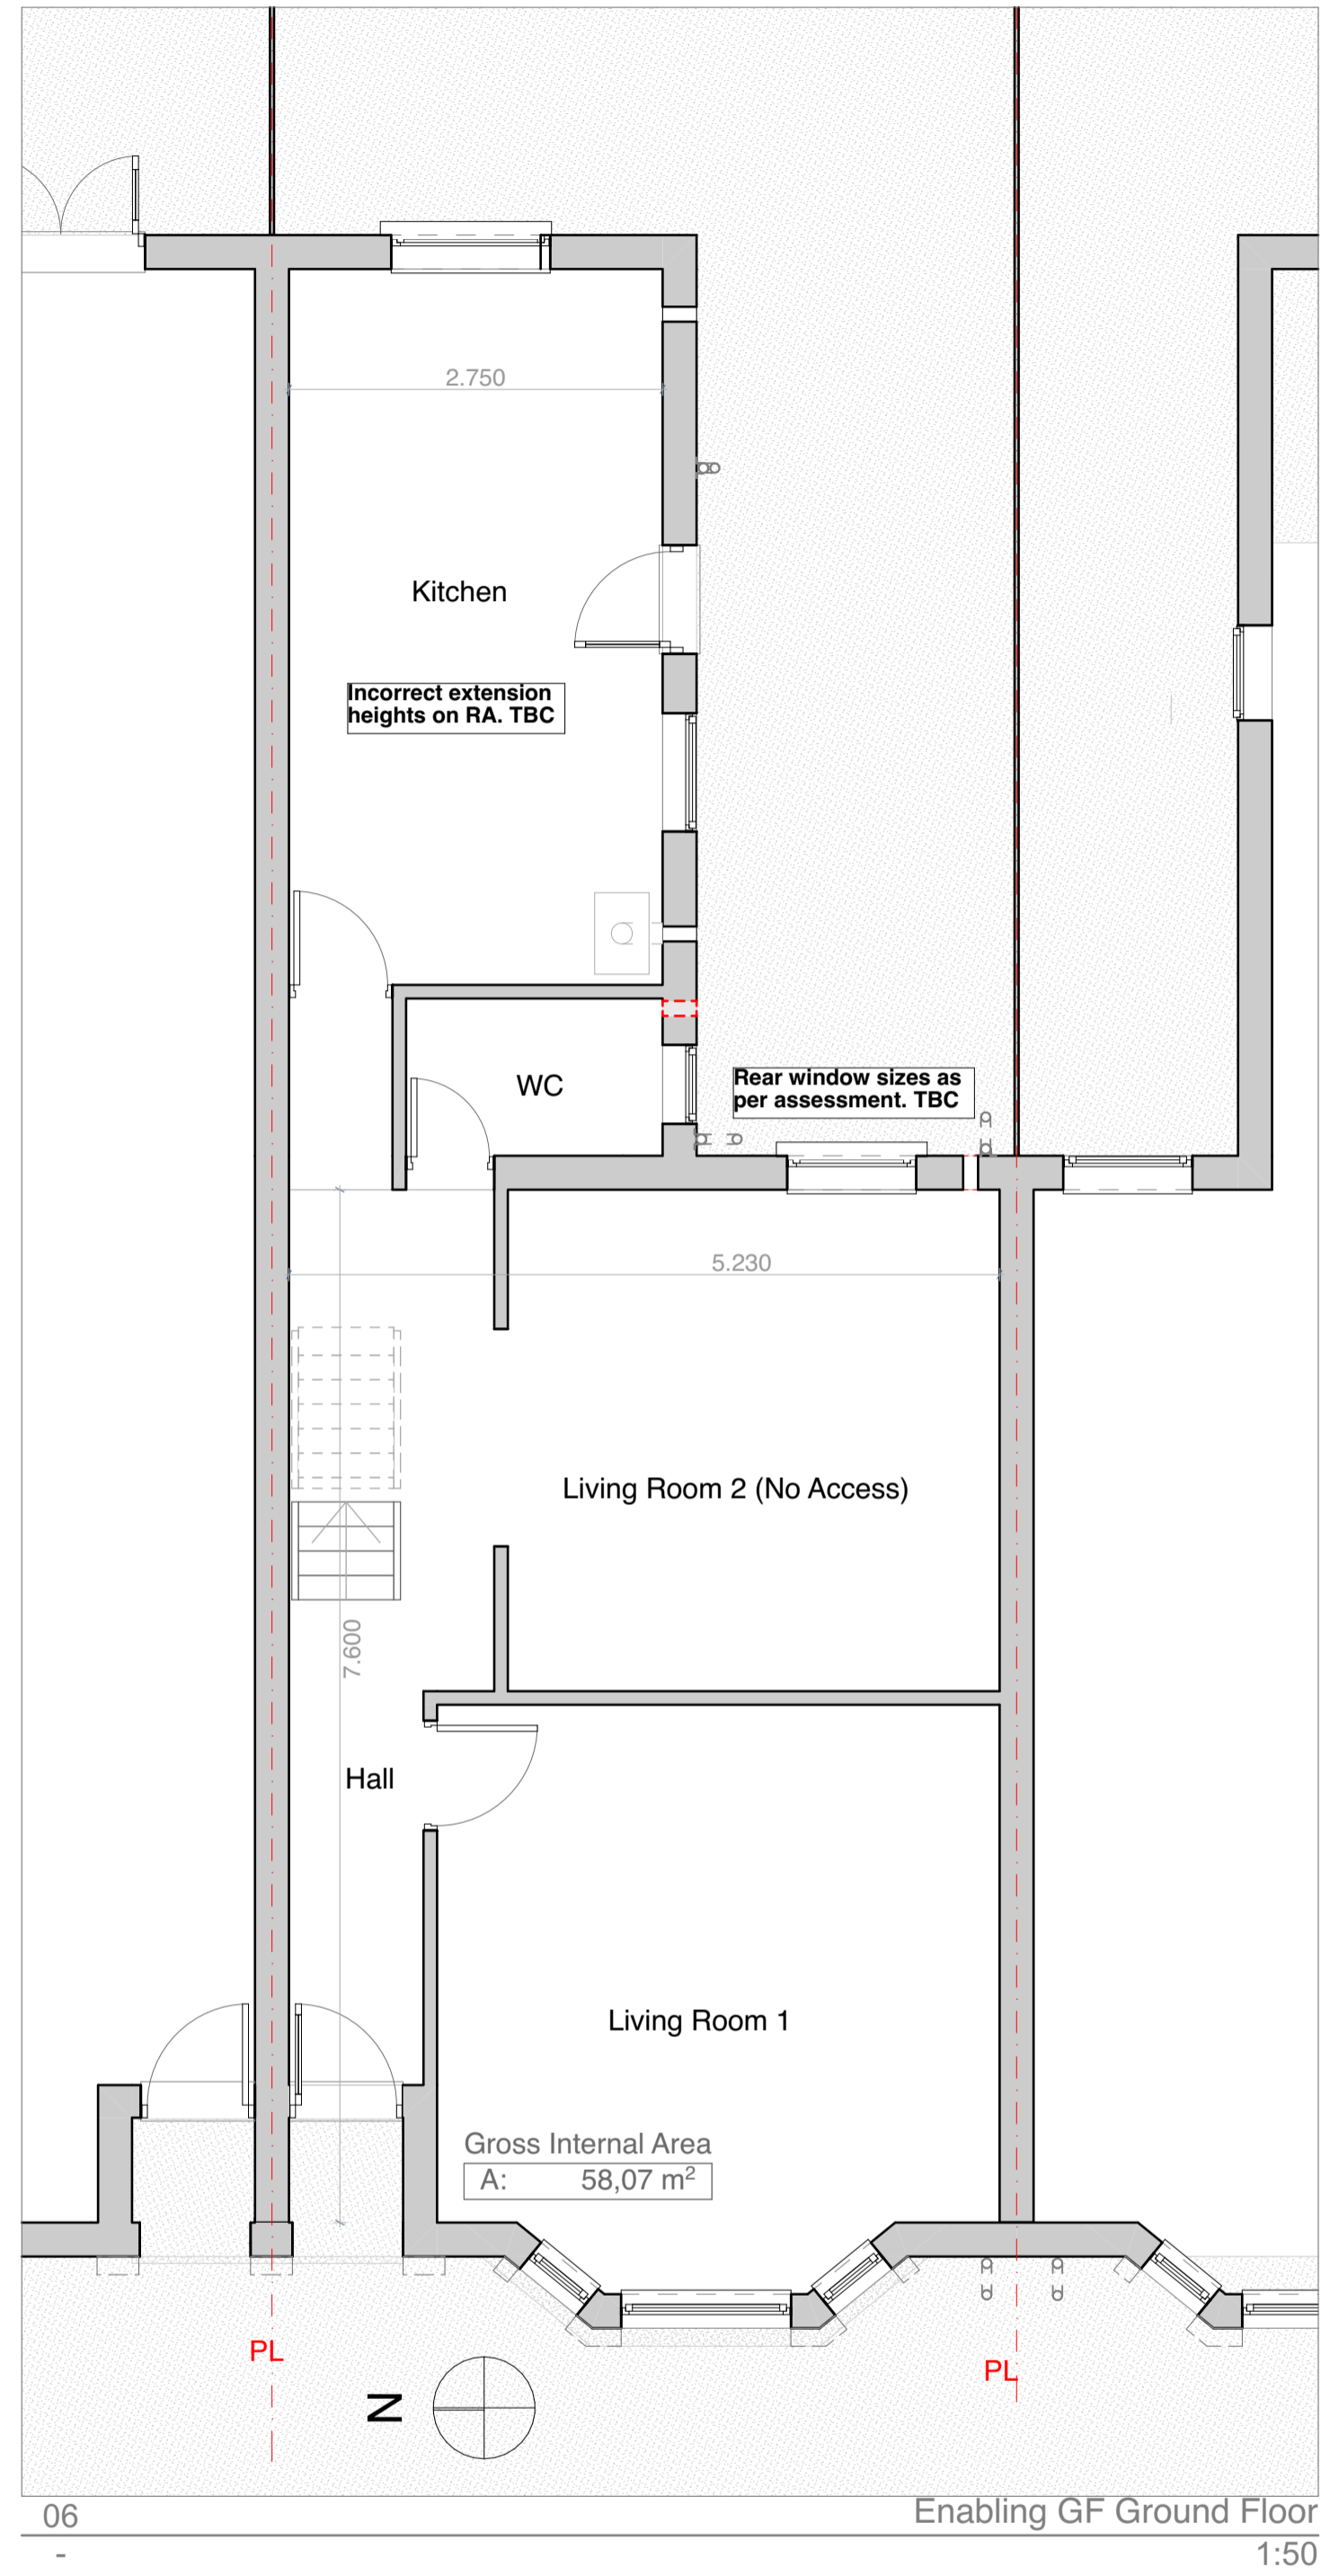 2.750
Kitchen
Incorrect extension
heights on RA. TBC
WC
Rear window sizes as
per assessment. TBC
5.230
Living Room 2 (No Access)
7.600
Hall
Living Room 1
Gross Internal Area
A: 58,07 m²
PL
PL
N
06
Enabling GF Ground Floor
-
1:50